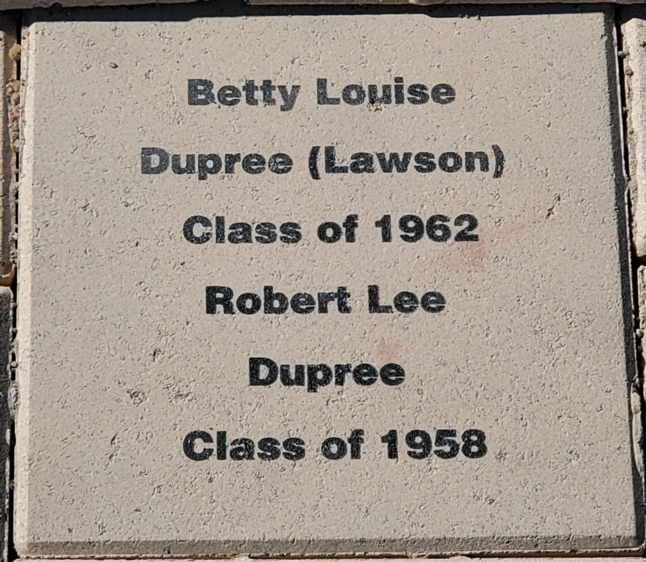 Betty Louise
Dupree (Lawson)
Class of 1962
Robert Lee
Dupree
Class of 1958